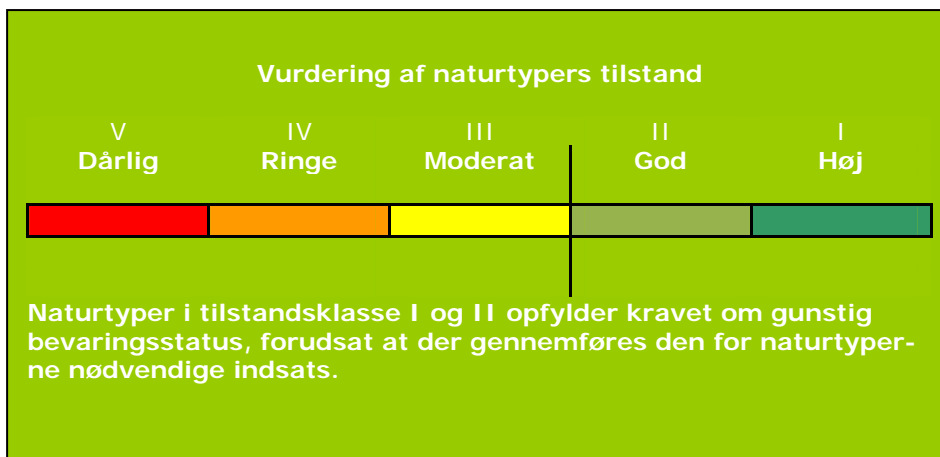 Vurdering af naturtypers tilstand
V IV III II I
Dårlig Ringe Moderat God Høj
Naturtyper i tilstandsklasse I og II opfylder kravet om gunstig
bevaringsstatus, forudsat at der gennemføres den for naturtyper-
ne nødvendige indsats.